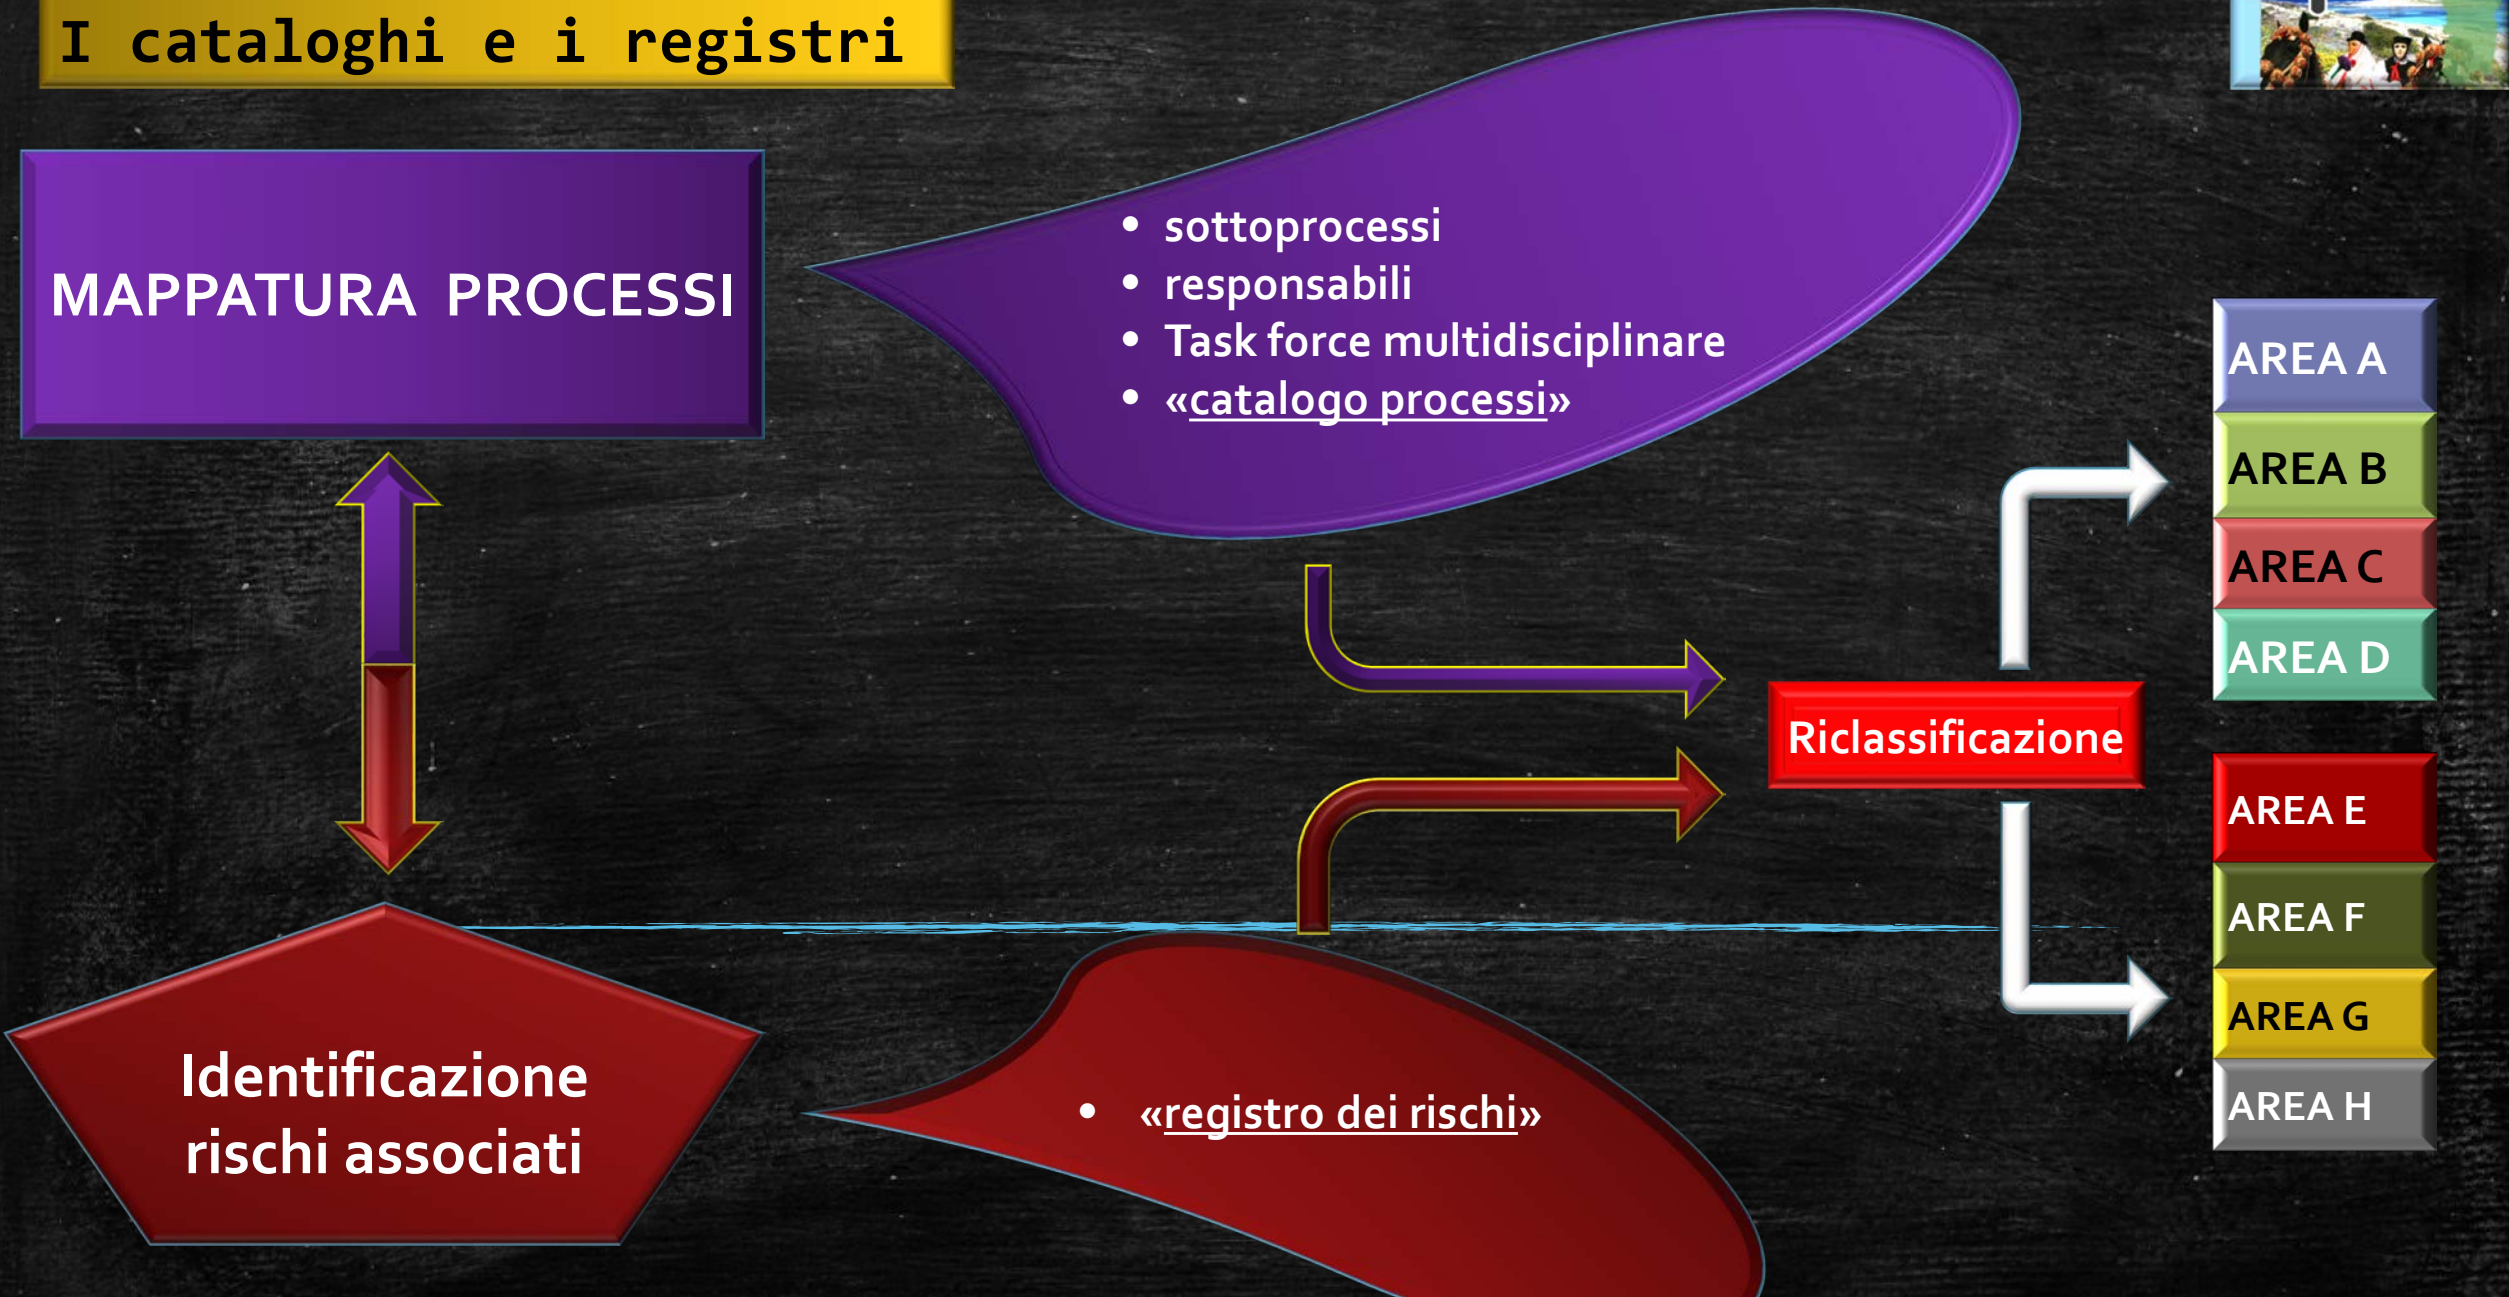 I cataloghi e i registri
MAPPATURA PROCESSI
• sottoprocessi
• responsabili
• Task force multidisciplinare
• «catalogo processi»
AREA A
AREA B
AREA C
AREA D
Riclassificazione
AREA E
AREA F
AREA G
AREA H
Identificazione
rischi associati
• «registro dei rischi»